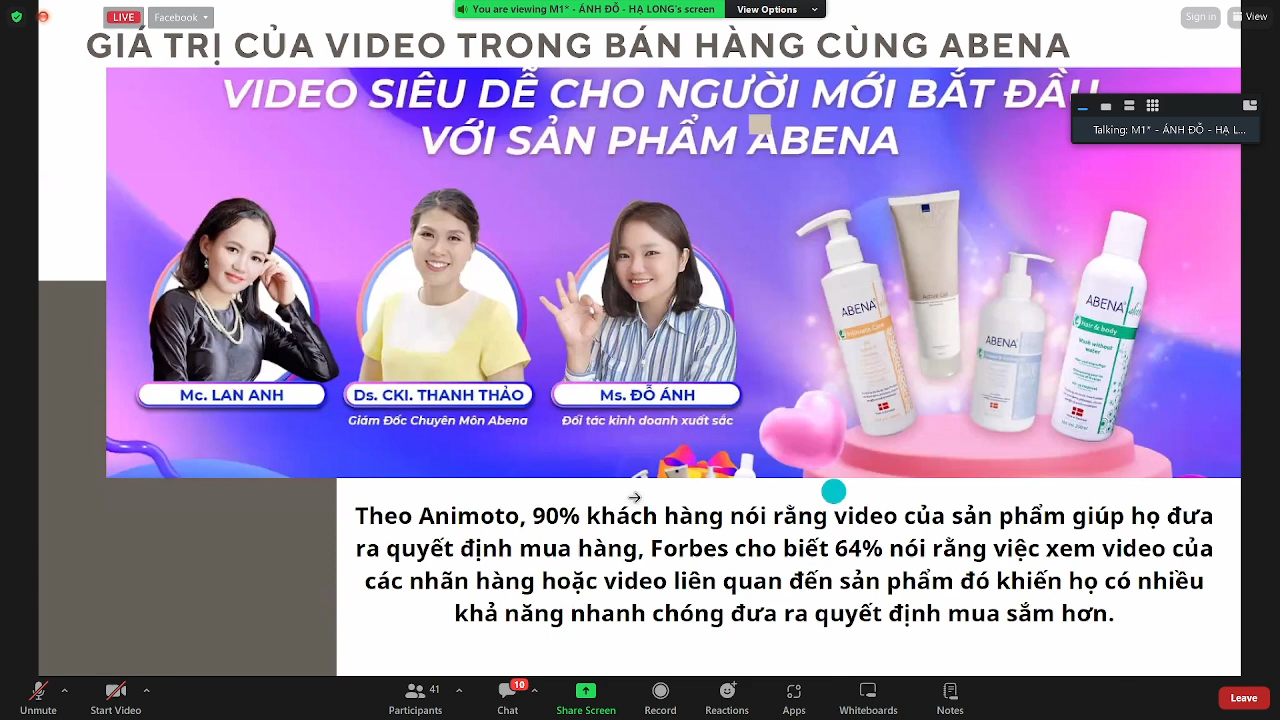 LIVE
Facebook
You are viewing M1* - ÁNH ĐỖ - HẠ LONG's screen
View Options
Sign in
View
GIÁ TRỊ CỦA VIDEO TRONG BÁN HÀNG CÙNG ABENA
VIDEO SIÊU DỄ CHO NGƯỜI MỚI BẮT ĐẦU
VỚI SẢN PHẨM ABENA
Talking: M1* - ÁNH ĐỖ - HẠ L...
ABENA
Intimate Care
ABENA
ABENA
Hair & body
Wash without
water
Mc. LAN ANH
Ds. CKI. THANH THẢO
Ms. ĐỖ ÁNH
Giám Đốc Chuyên Môn Abena
Đối tác kinh doanh xuất sắc
Theo Animoto, 90% khách hàng nói rằng video của sản phẩm giúp họ đưa
ra quyết định mua hàng, Forbes cho biết 64% nói rằng việc xem video của
các nhãn hàng hoặc video liên quan đến sản phẩm đó khiến họ có nhiều
khả năng nhanh chóng đưa ra quyết định mua sắm hơn.
Unmute
Start Video
41
Participants
10
Chat
Share Screen
Record
Reactions
Apps
Whiteboards
Notes
Leave